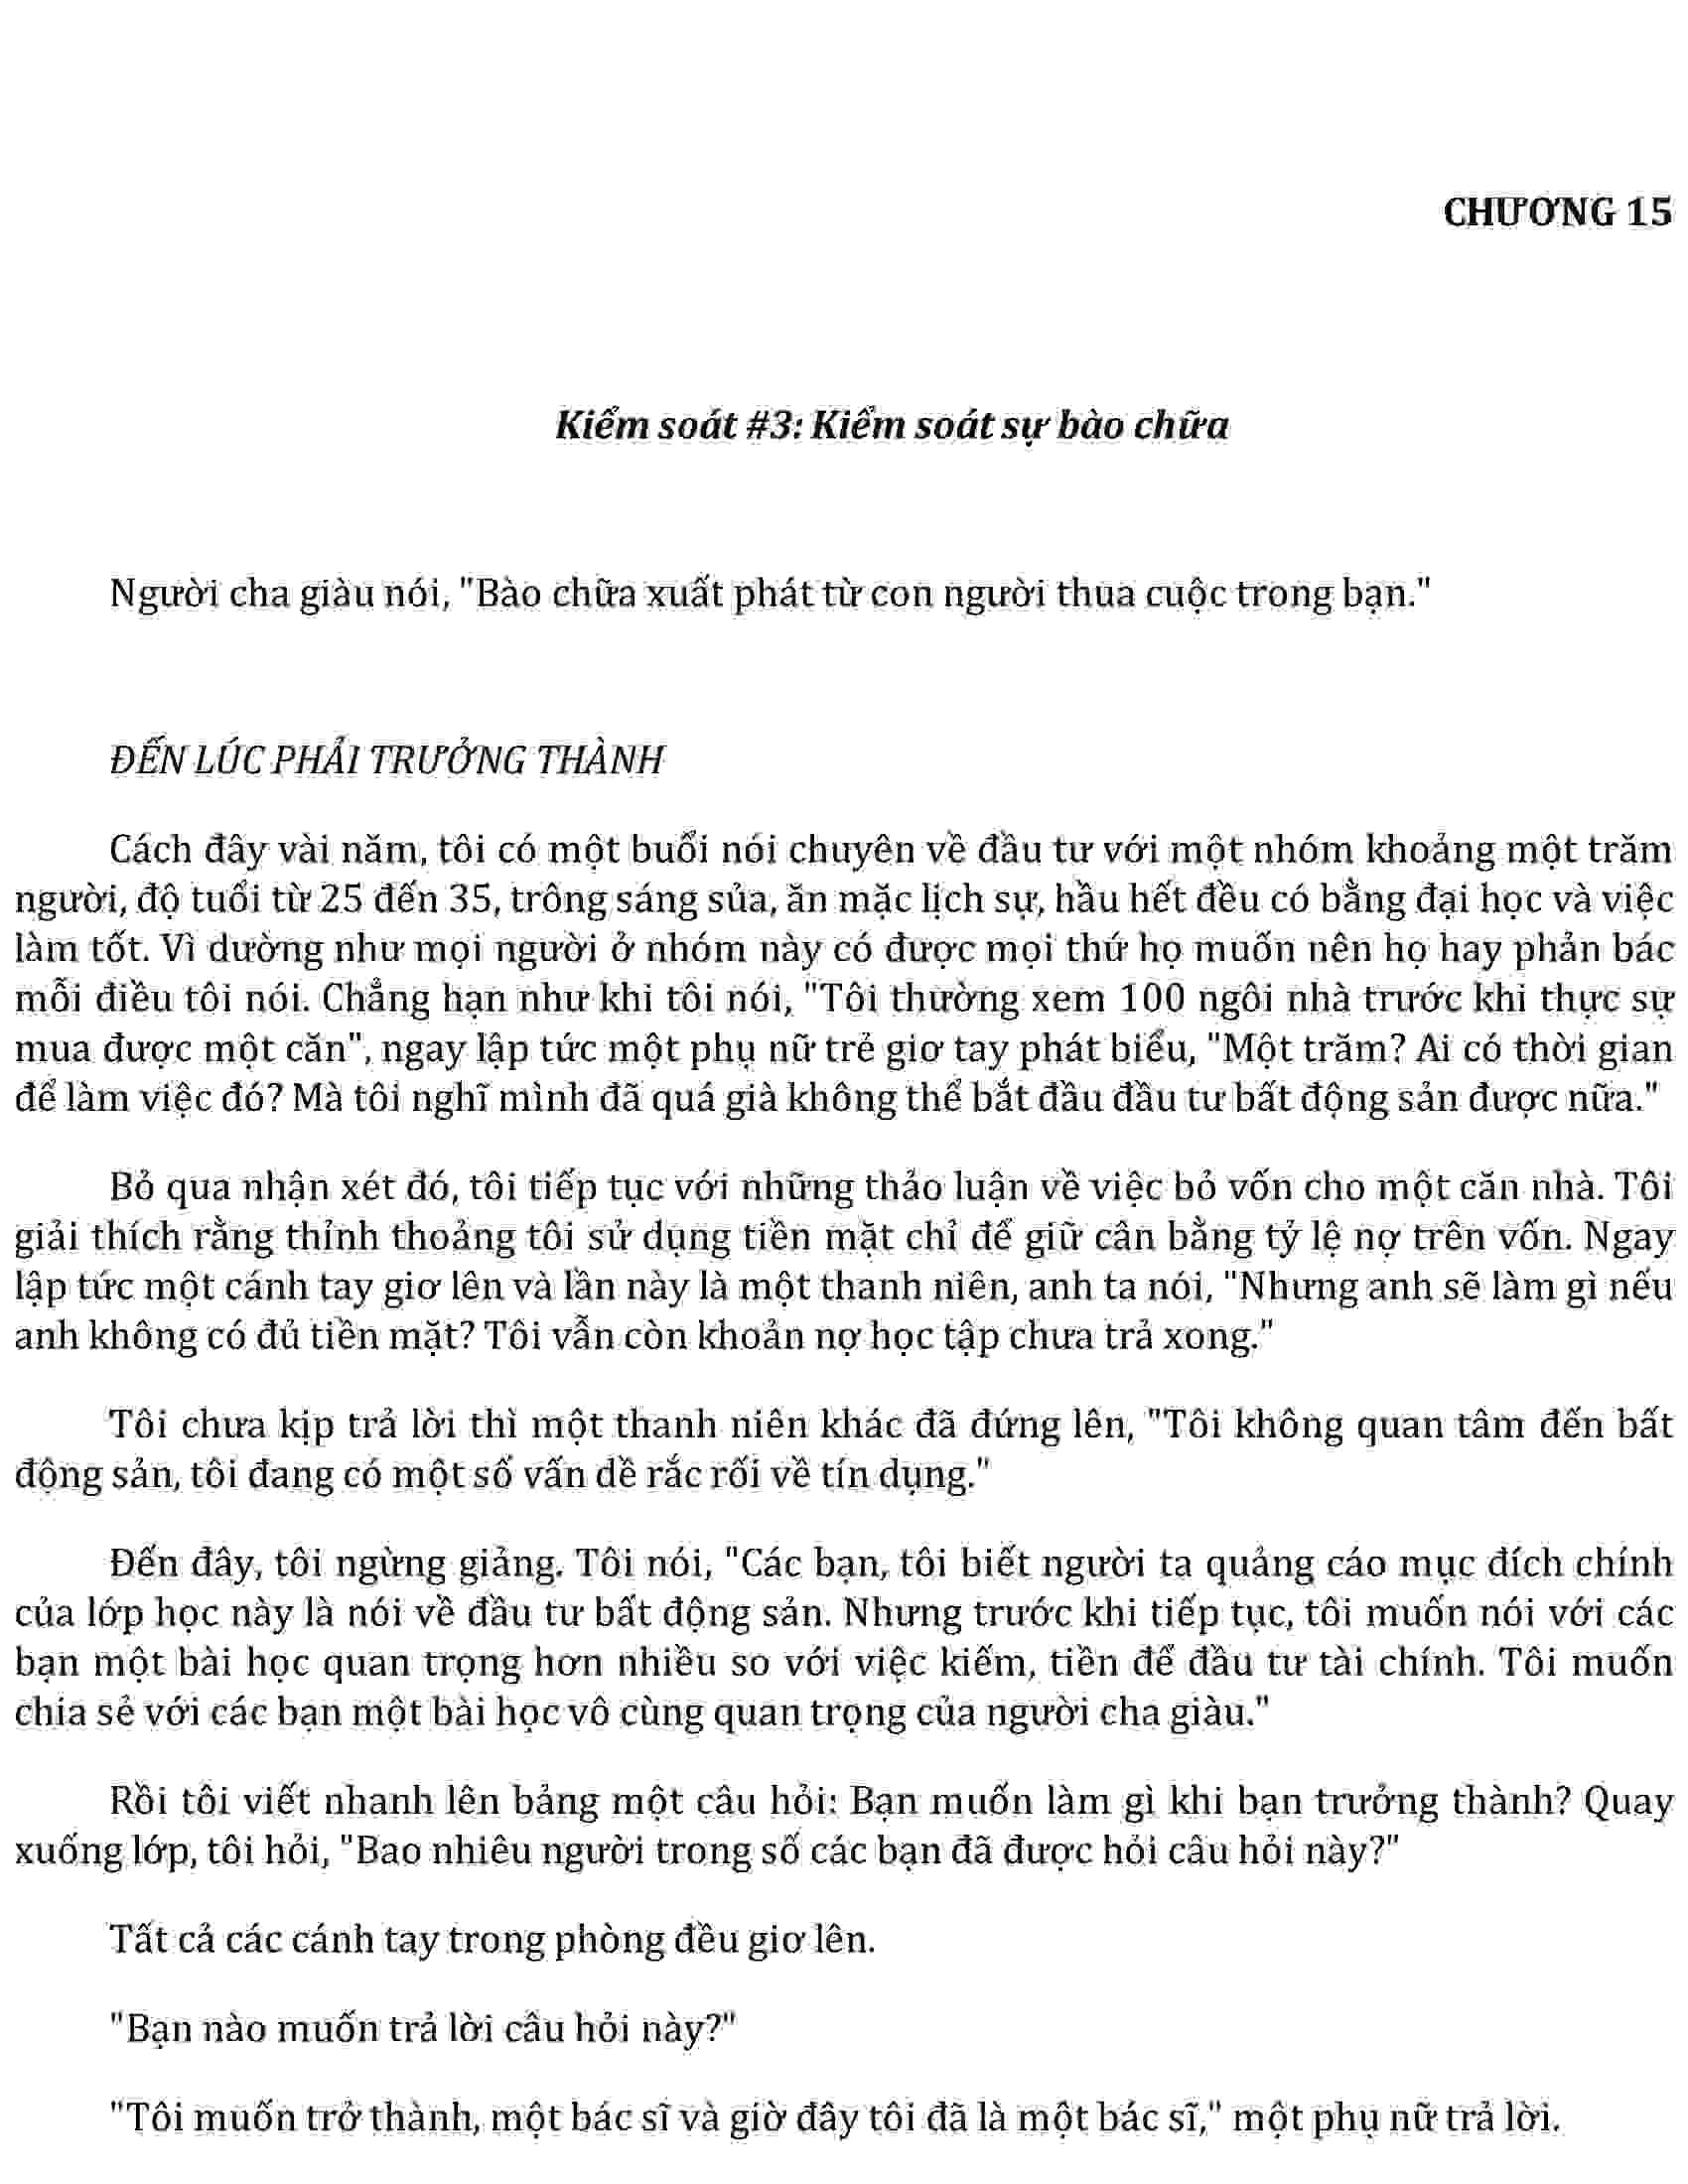 CHƯƠNG 15
Kiểm soát #3: Kiểm soát sự bào chữa
Người cha giàu nói, "Bào chữa xuất phát từ con người thua cuộc trong bạn."
ĐẾN LÚC PHẢI TRƯỞNG THÀNH
Cách đây vài năm, tôi có một buổi nói chuyên về đầu tư với một nhóm khoảng một trăm
người, độ tuổi từ 25 đến 35, trông sáng sủa, ăn mặc lịch sự, hầu hết đều có bằng đại học và việc
làm tốt. Vì dường như mọi người ở nhóm này có được mọi thứ họ muốn nên họ hay phản bác
mỗi điều tôi nói. Chẳng hạn như khi tôi nói, "Tôi thường xem 100 ngôi nhà trước khi thực sự
mua được một căn", ngay lập tức một phụ nữ trẻ giơ tay phát biểu, "Một trăm? Ai có thời gian
để làm việc đó? Mà tôi nghĩ mình đã quá già không thể bắt đầu đầu tư bất động sản được nữa."
Bỏ qua nhận xét đó, tôi tiếp tục với những thảo luận về việc bỏ vốn cho một căn nhà. Tôi
giải thích rằng thỉnh thoảng tôi sử dụng tiền mặt chỉ để giữ cân bằng tỷ lệ nợ trên vốn. Ngay
lập tức một cánh tay giơ lên và lần này là một thanh niên, anh ta nói, "Nhưng anh sẽ làm gì nếu
anh không có đủ tiền mặt? Tôi vẫn còn khoản nợ học tập chưa trả xong."
Tôi chưa kịp trả lời thì một thanh niên khác đã đứng lên, "Tôi không quan tâm đến bất
động sản, tôi đang có một số vấn dề rắc rối về tín dụng."
Đến đây, tôi ngừng giảng. Tôi nói, "Các bạn, tôi biết người ta quảng cáo mục đích chính
của lớp học này là nói về đầu tư bất động sản. Nhưng trước khi tiếp tục, tôi muốn nói với các
bạn một bài học quan trọng hơn nhiều so với việc kiếm, tiền để đầu tư tài chính. Tôi muốn
chia sẻ với các bạn một bài học vô cùng quan trọng của người cha giàu."
Rồi tôi viết nhanh lên bảng một câu hỏi: Bạn muốn làm gì khi bạn trưởng thành? Quay
xuống lớp, tôi hỏi, "Bao nhiêu người trong số các bạn đã được hỏi câu hỏi này?"
Tất cả các cánh tay trong phòng đều giơ lên.
"Bạn nào muốn trả lời câu hỏi này?"
"Tôi muốn trở thành, một bác sĩ và giờ đây tôi đã là một bác sĩ," một phụ nữ trả lời.